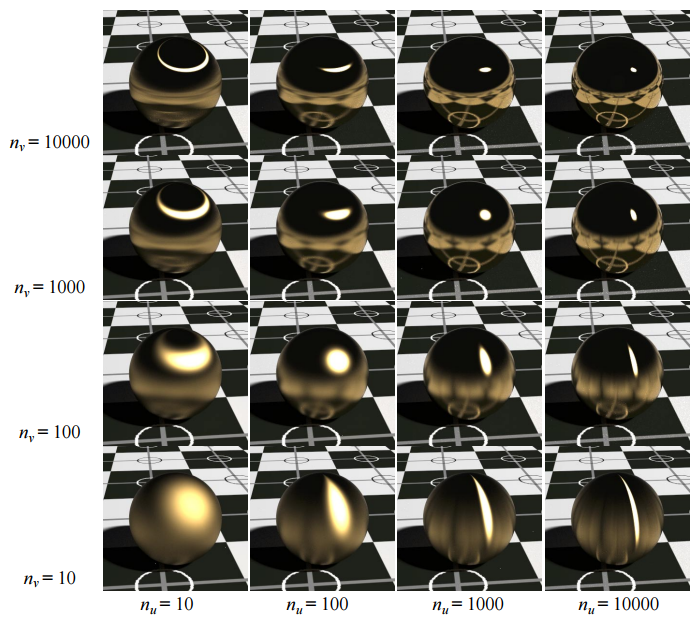 n_v = 10000
n_v = 1000
n_v = 100
n_v = 10
n_u = 10 n_u = 100 n_u = 1000 n_u = 10000